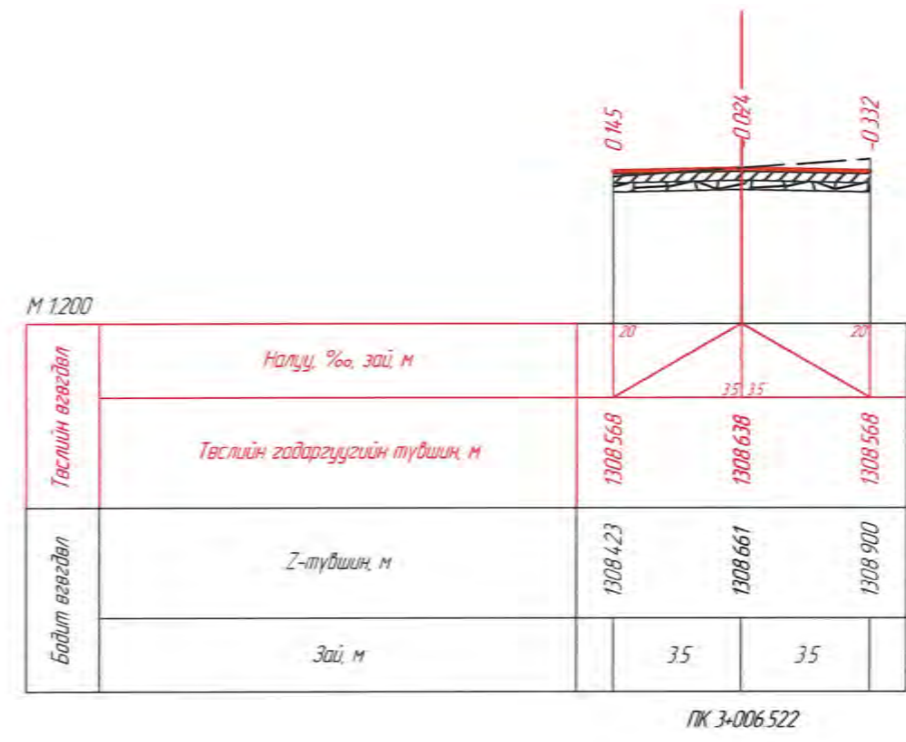 0.145
-0.024
-0.332
М 1:200
Төслийн өгөгдөл
Налуу, ‰, зай, м
20
20
3.5 3.5
Төслийн гадаргуугийн түвшин, м
1308.568
1308.638
1308.568
Бодит өгөгдөл
Z-түвшин, м
1308.423
1308.661
1308.900
Зай, м
3.5
3.5
ПК 3+006.522